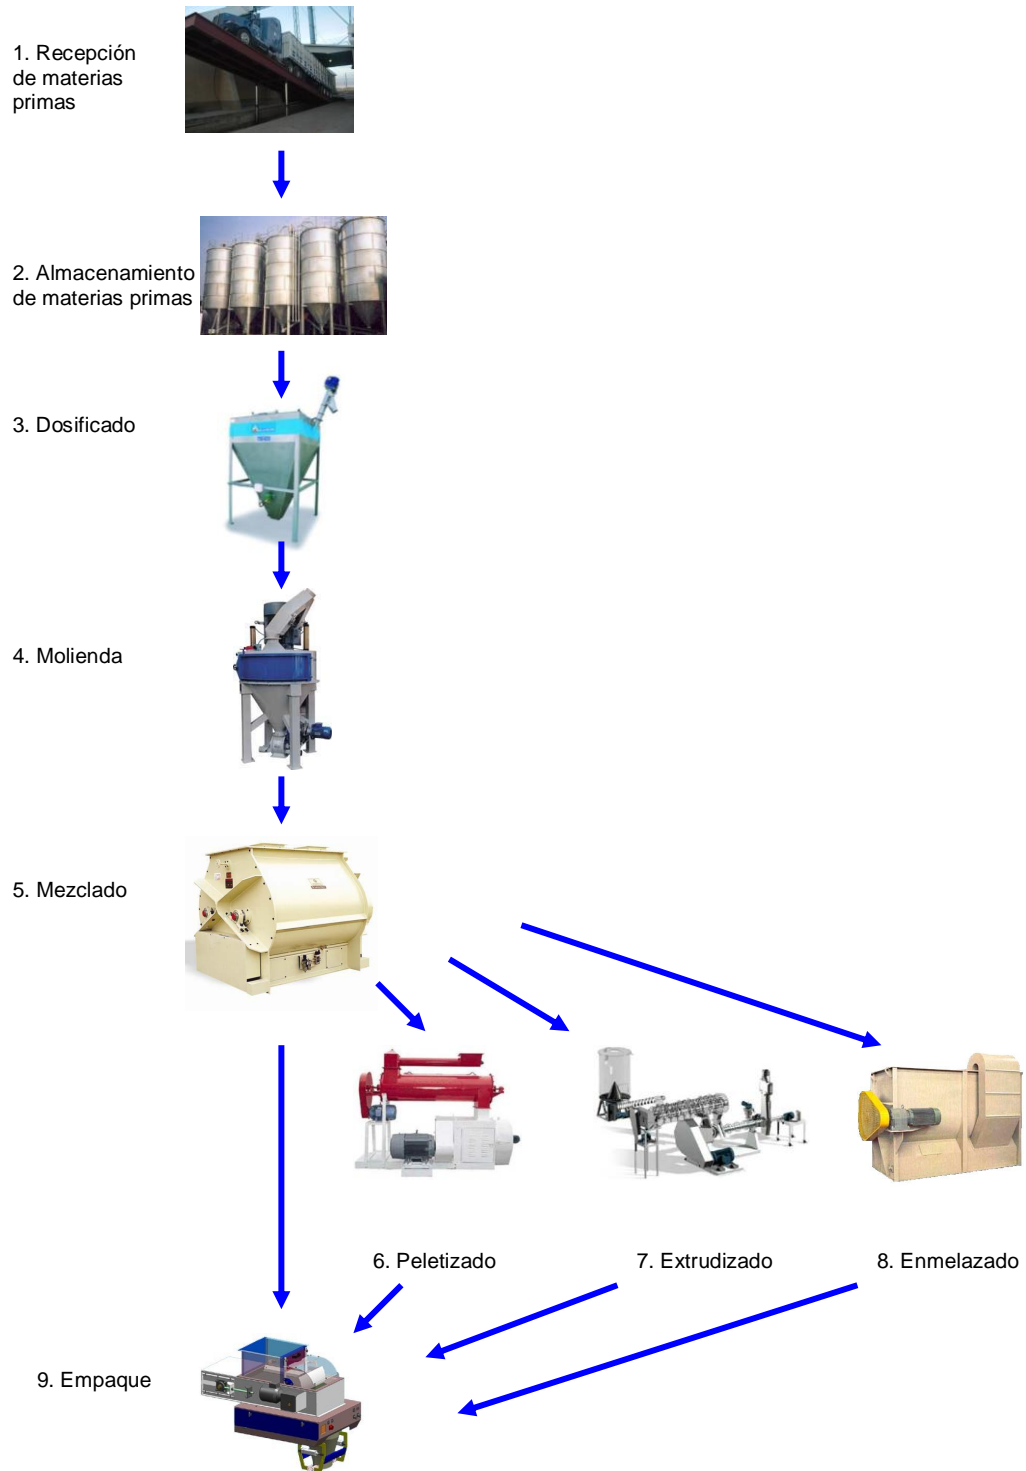 1. Recepción
de materias
primas
2. Almacenamiento
de materias primas
3. Dosificado
4. Molienda
5. Mezclado
6. Peletizado
7. Extrudizado
8. Enmelazado
9. Empaque